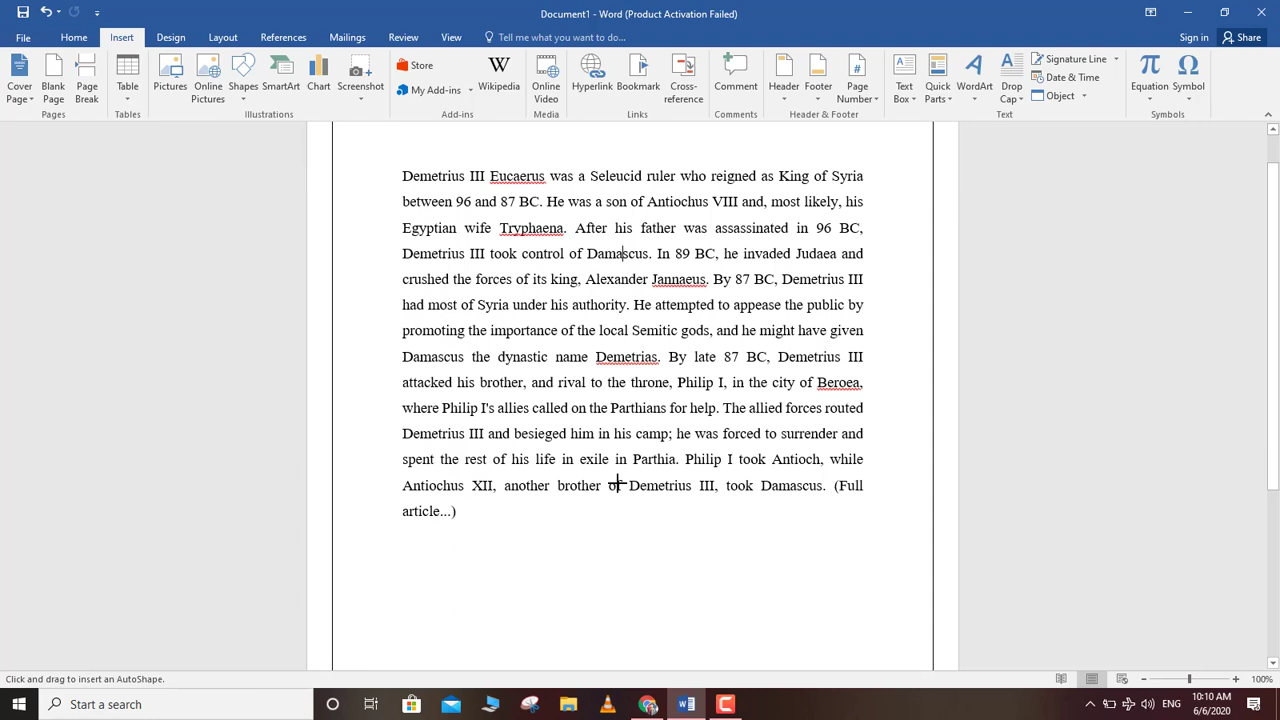 Document1 - Word (Product Activation Failed)
File Home Insert Design Layout References Mailings Review View Tell me what you want to do... Sign in Share
Cover Page Blank Page Page Break Table Pictures Online Pictures Shapes SmartArt Chart Screenshot Store My Add-ins Wikipedia Online Video Hyperlink Bookmark Cross-reference Comment Header Footer Page Number Text Box Quick Parts WordArt Drop Cap Signature Line Date & Time Object Equation Symbol
Pages Tables Illustrations Add-ins Media Links Comments Header & Footer Text Symbols
Demetrius III Eucaerus was a Seleucid ruler who reigned as King of Syria
between 96 and 87 BC. He was a son of Antiochus VIII and, most likely, his
Egyptian wife Tryphaena. After his father was assassinated in 96 BC,
Demetrius III took control of Damascus. In 89 BC, he invaded Judaea and
crushed the forces of its king, Alexander Jannaeus. By 87 BC, Demetrius III
had most of Syria under his authority. He attempted to appease the public by
promoting the importance of the local Semitic gods, and he might have given
Damascus the dynastic name Demetrias. By late 87 BC, Demetrius III
attacked his brother, and rival to the throne, Philip I, in the city of Beroea,
where Philip I's allies called on the Parthians for help. The allied forces routed
Demetrius III and besieged him in his camp; he was forced to surrender and
spent the rest of his life in exile in Parthia. Philip I took Antioch, while
Antiochus XII, another brother of Demetrius III, took Damascus. (Full
article...)
Click and drag to insert an AutoShape. 100%
Type here to search